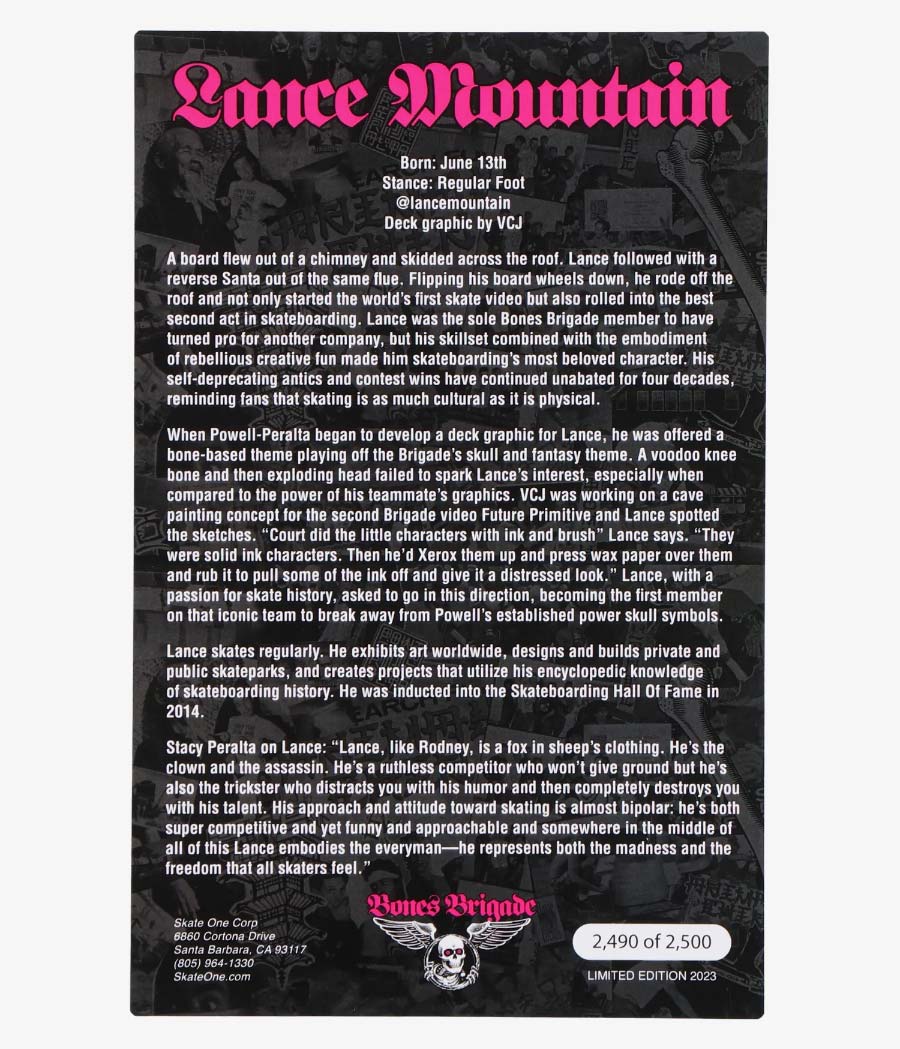 Lance Mountain
Born: June 13th
Stance: Regular Foot
@lancemountain
Deck graphic by VCJ
A board flew out of a chimney and skidded across the roof. Lance followed with a
reverse Santa out of the same flue. Flipping his board wheels down, he rode off the
roof and not only started the world's first skate video but also rolled into the best
second act in skateboarding. Lance was the sole Bones Brigade member to have
turned pro for another company, but his skillset combined with the embodiment
of rebellious creative fun made him skateboarding's most beloved character. His
self-deprecating antics and contest wins have continued unabated for four decades,
reminding fans that skating is as much cultural as it is physical.
When Powell-Peralta began to develop a deck graphic for Lance, he was offered a
bone-based theme playing off the Brigade's skull and fantasy theme. A voodoo knee
bone and then exploding head failed to spark Lance's interest, especially when
compared to the power of his teammate's graphics. VCJ was working on a cave
painting concept for the second Brigade video Future Primitive and Lance spotted
the sketches. “Court did the little characters with ink and brush” Lance says. “They
were solid ink characters. Then he'd Xerox them up and press wax paper over them
and rub it to pull some of the ink off and give it a distressed look.” Lance, with a
passion for skate history, asked to go in this direction, becoming the first member
on that iconic team to break away from Powell's established power skull symbols.
Lance skates regularly. He exhibits art worldwide, designs and builds private and
public skateparks, and creates projects that utilize his encyclopedic knowledge
of skateboarding history. He was inducted into the Skateboarding Hall Of Fame in
2014.
Stacy Peralta on Lance: “Lance, like Rodney, is a fox in sheep's clothing. He's the
clown and the assassin. He's a ruthless competitor who won't give ground but he's
also the trickster who distracts you with his humor and then completely destroys you
with his talent. His approach and attitude toward skating is almost bipolar: he's both
super competitive and yet funny and approachable and somewhere in the middle of
all of this Lance embodies the everyman—he represents both the madness and the
freedom that all skaters feel.”
Bones Brigade
Skate One Corp
6860 Cortona Drive
Santa Barbara, CA 93117
(805) 964-1330
SkateOne.com
2,490 of 2,500
LIMITED EDITION 2023